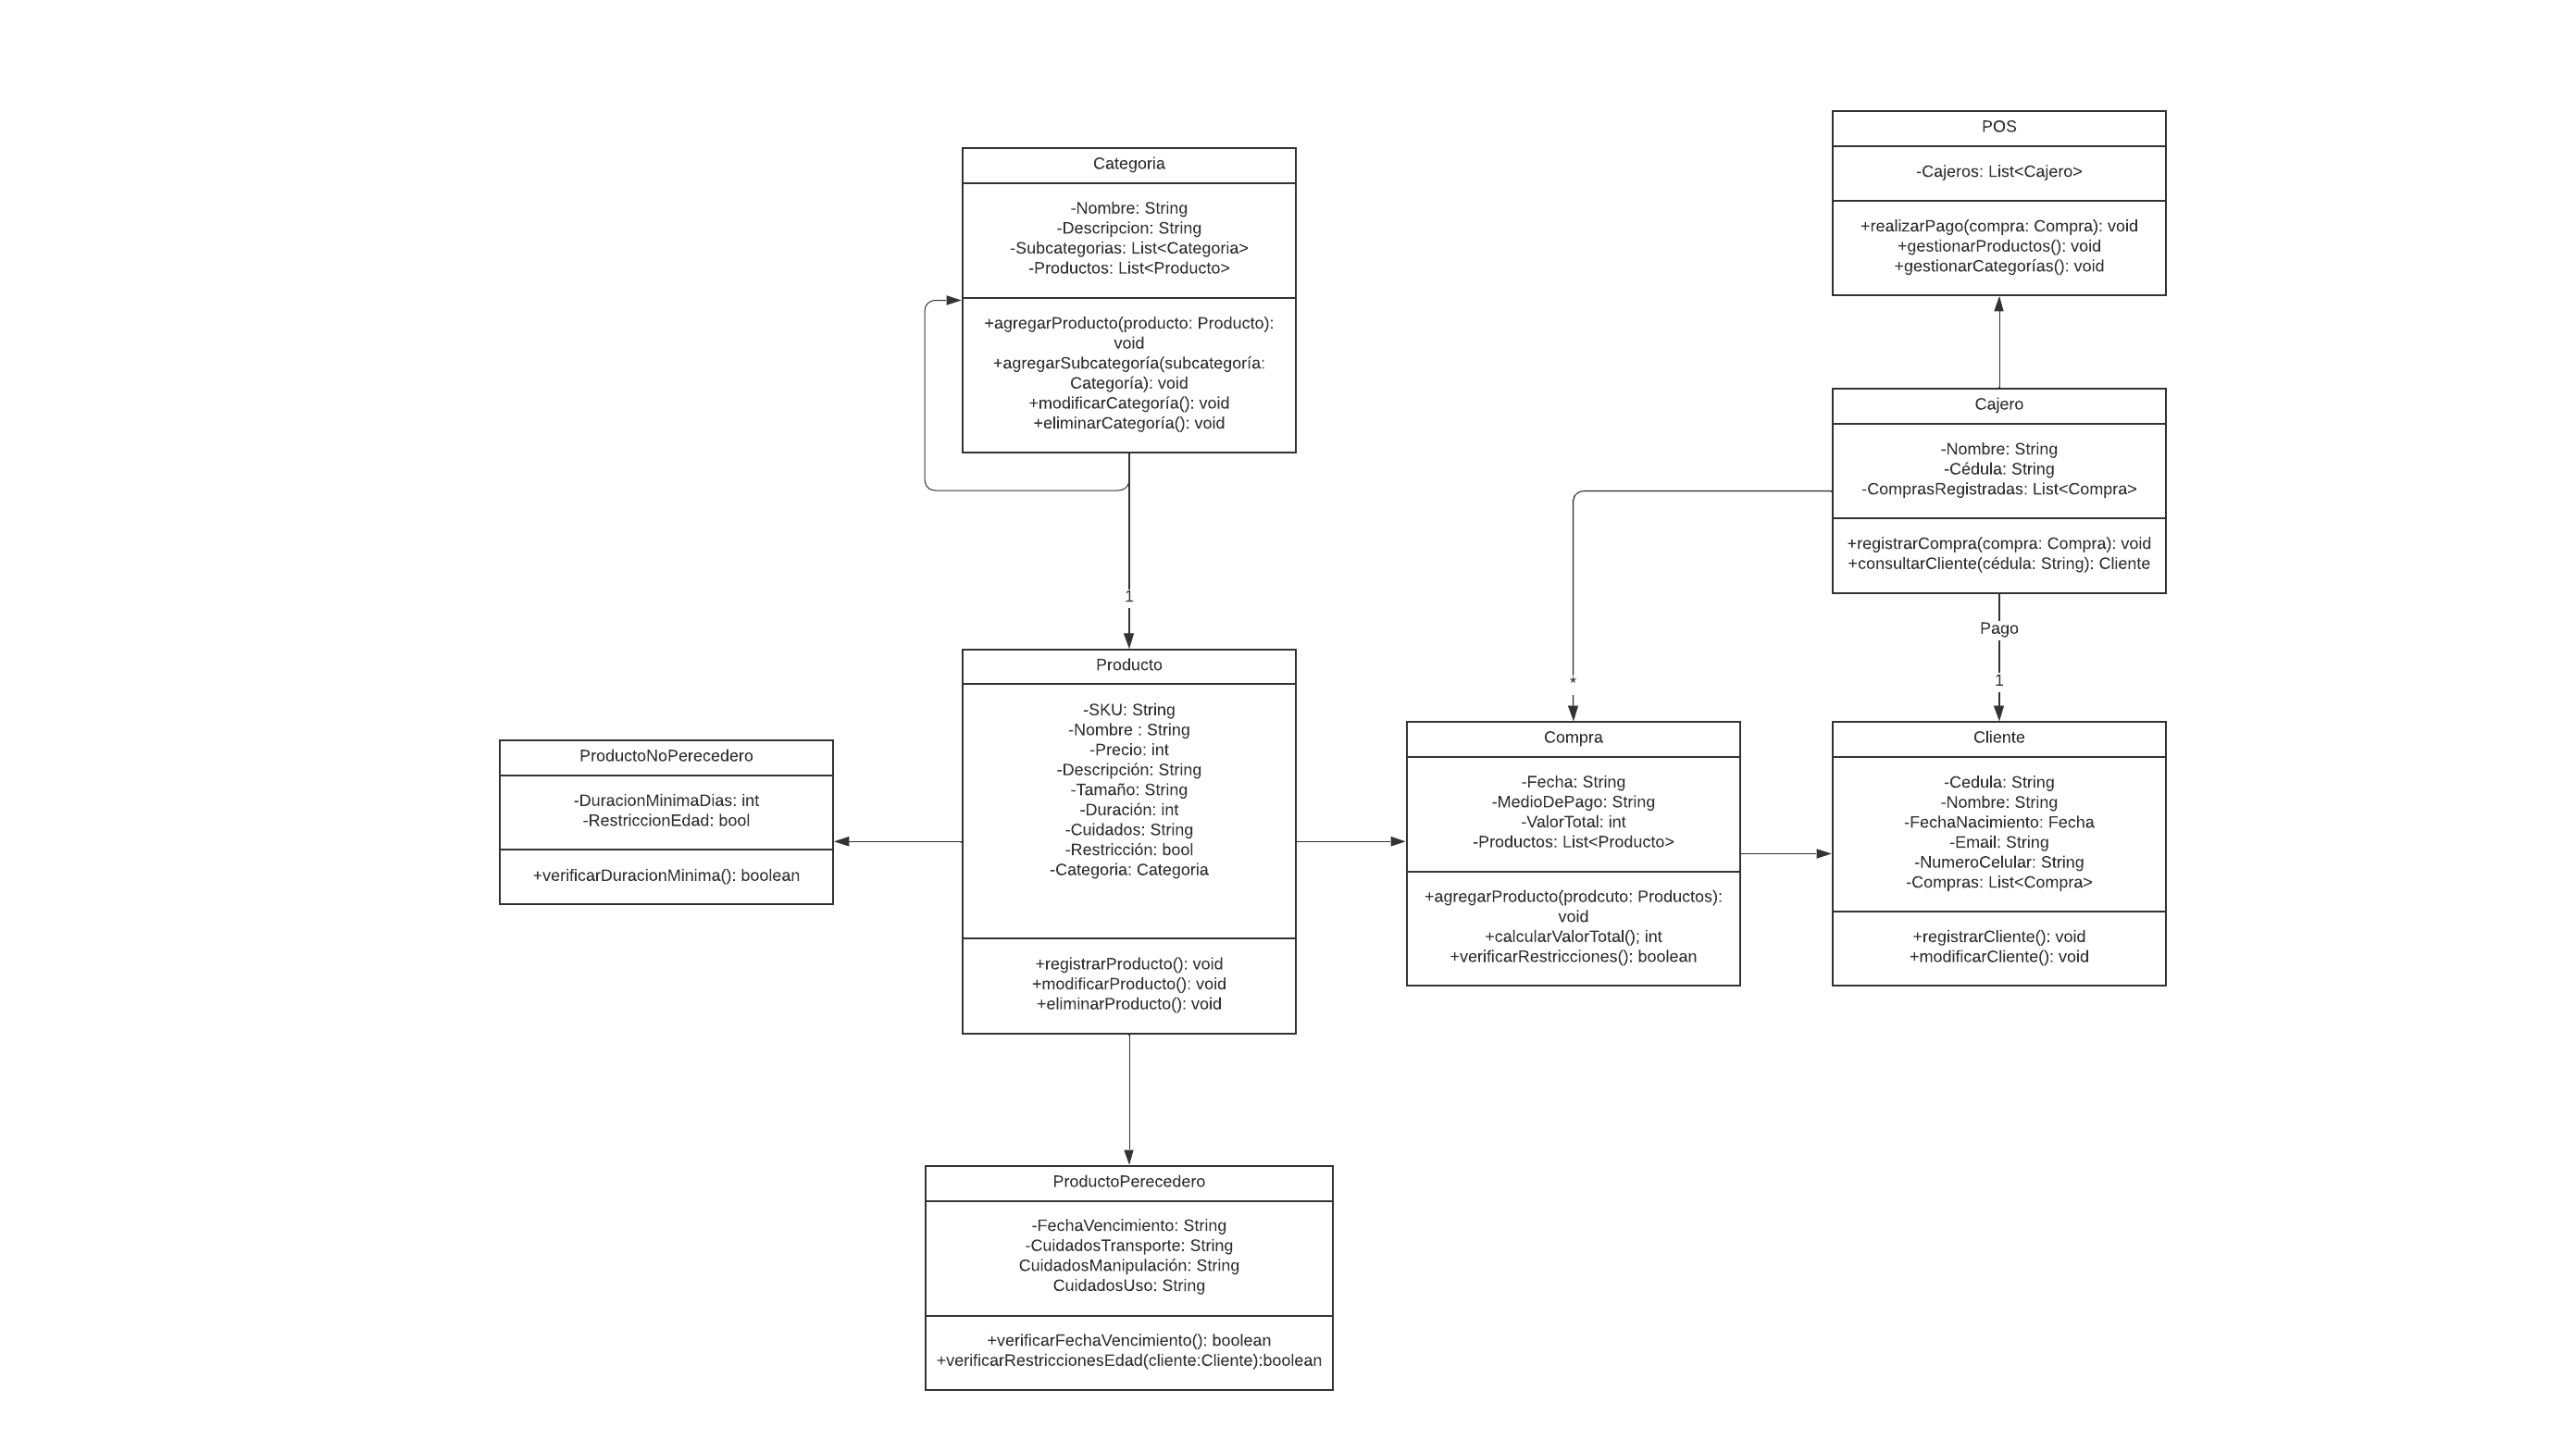 POS
-Cajeros: List<Cajero>
+realizarPago(compra: Compra): void
+gestionarProductos(): void
+gestionarCategorías(): void
Categoria
-Nombre: String
-Descripcion: String
-Subcategorias: List<Categoria>
-Productos: List<Producto>
+agregarProducto(producto: Producto):
void
+agregarSubcategoría(subcategoría:
Categoría): void
+modificarCategoría(): void
+eliminarCategoría(): void
Cajero
-Nombre: String
-Cédula: String
-ComprasRegistradas: List<Compra>
+registrarCompra(compra: Compra): void
+consultarCliente(cédula: String): Cliente
1
Pago
1
*
Producto
-SKU: String
-Nombre : String
-Precio: int
-Descripción: String
-Tamaño: String
-Duración: int
-Cuidados: String
-Restricción: bool
-Categoria: Categoria
+registrarProducto(): void
+modificarProducto(): void
+eliminarProducto(): void
ProductoNoPerecedero
-DuracionMinimaDias: int
-RestriccionEdad: bool
+verificarDuracionMinima(): boolean
Compra
-Fecha: String
-MedioDePago: String
-ValorTotal: int
-Productos: List<Producto>
+agregarProducto(prodcuto: Productos):
void
+calcularValorTotal(); int
+verificarRestricciones(): boolean
Cliente
-Cedula: String
-Nombre: String
-FechaNacimiento: Fecha
-Email: String
-NumeroCelular: String
-Compras: List<Compra>
+registrarCliente(): void
+modificarCliente(): void
ProductoPerecedero
-FechaVencimiento: String
-CuidadosTransporte: String
CuidadosManipulación: String
CuidadosUso: String
+verificarFechaVencimiento(): boolean
+verificarRestriccionesEdad(cliente:Cliente):boolean